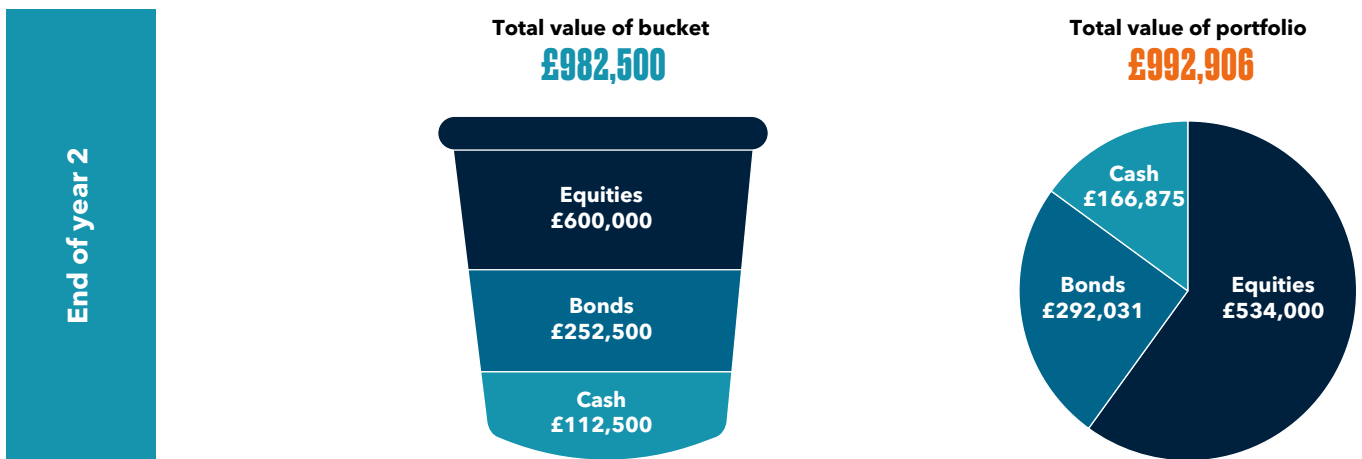 End of year 2
Total value of bucket
£982,500
Equities
£600,000
Bonds
£252,500
Cash
£112,500
Total value of portfolio
£992,906
Cash
£166,875
Bonds
£292,031
Equities
£534,000